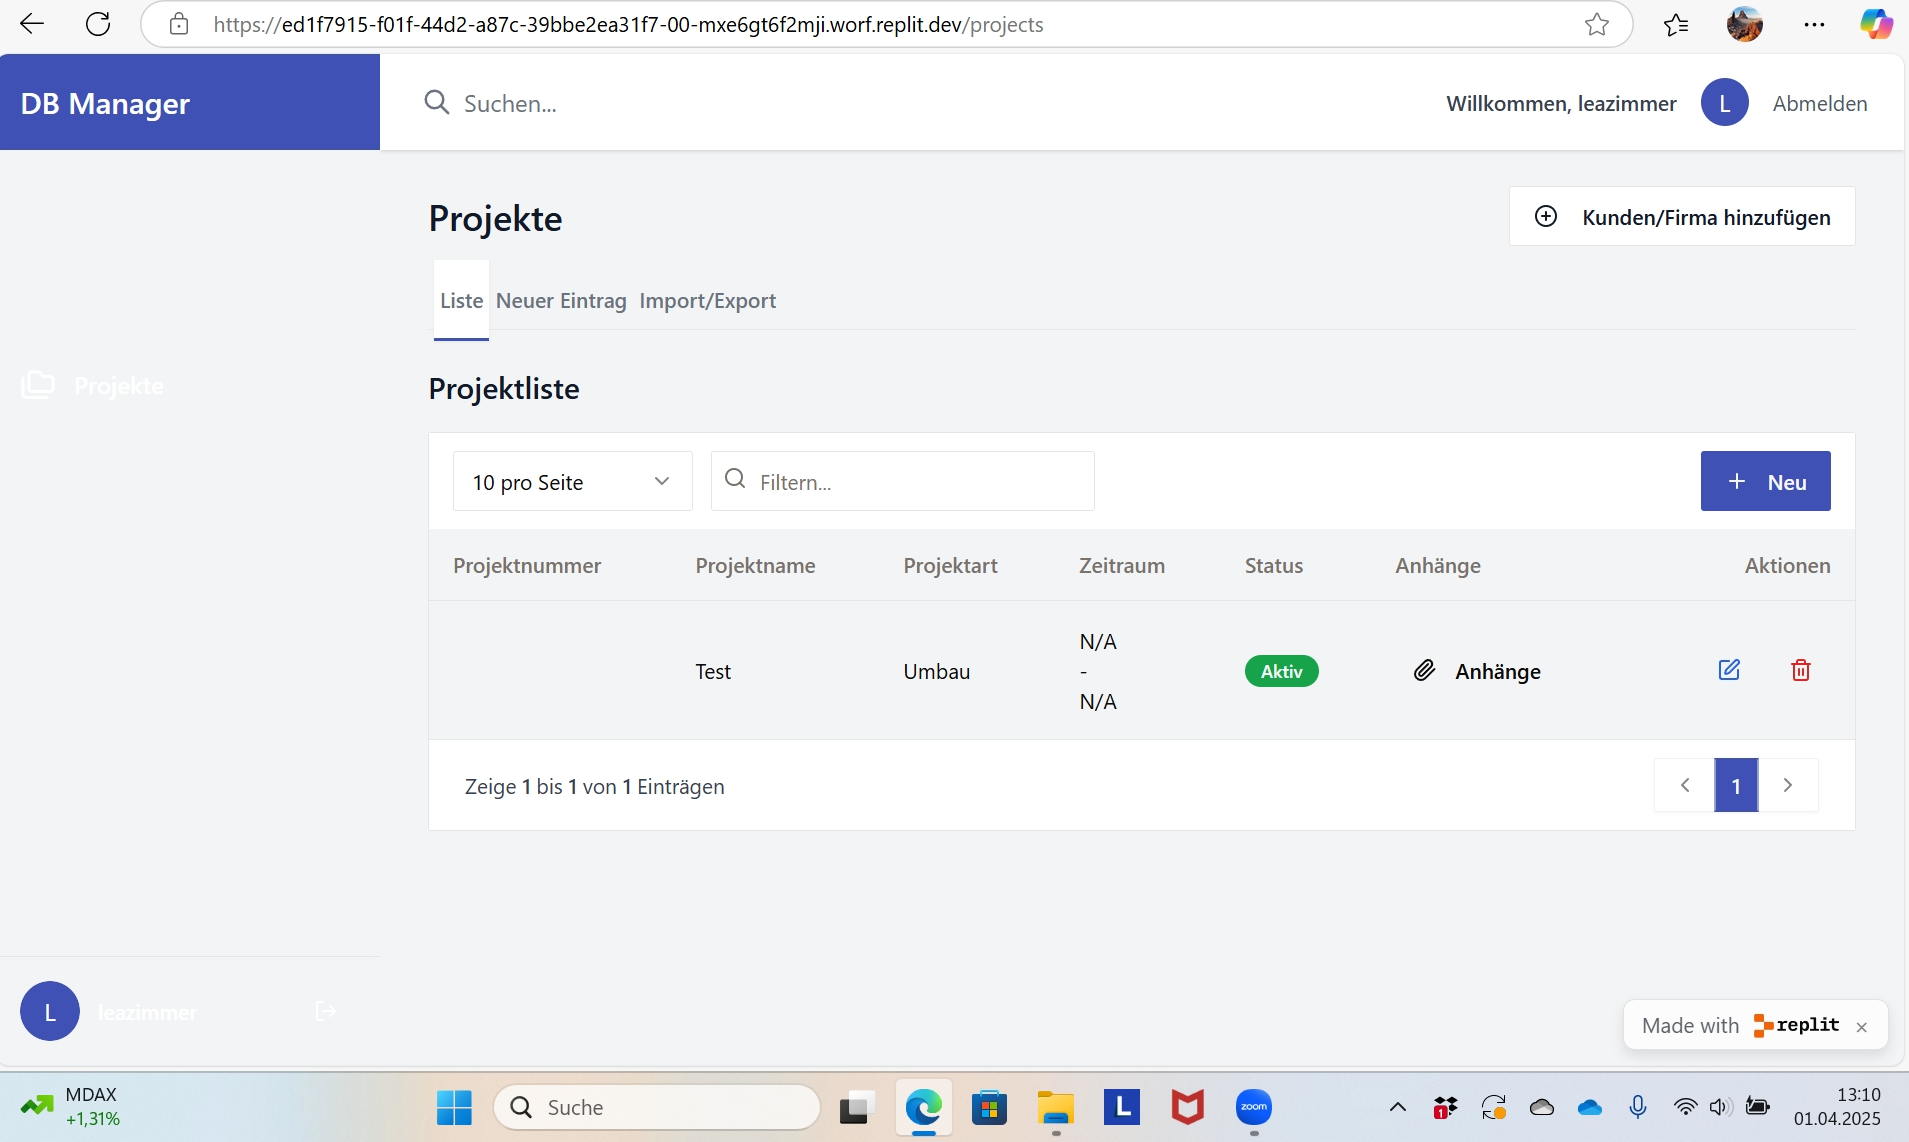 https://ed1f7915-f01f-44d2-a87c-39bbe2ea31f7-00-mxe6gt6f2mji.worf.replit.dev/projects
DB Manager
Suchen...
Willkommen, leazimmer
L
Abmelden
Projekte
Kunden/Firma hinzufügen
Liste Neuer Eintrag Import/Export
Projekte
Projektliste
10 pro Seite
Filtern...
Neu
Projektnummer Projektname Projektart Zeitraum Status Anhänge Aktionen
N/A
Test Umbau - Aktiv Anhänge
N/A
Zeige 1 bis 1 von 1 Einträgen
1
L
leazimmer
Made with replit ×
MDAX
+1,31%
Suche
L
zoom
1
13:10
01.04.2025